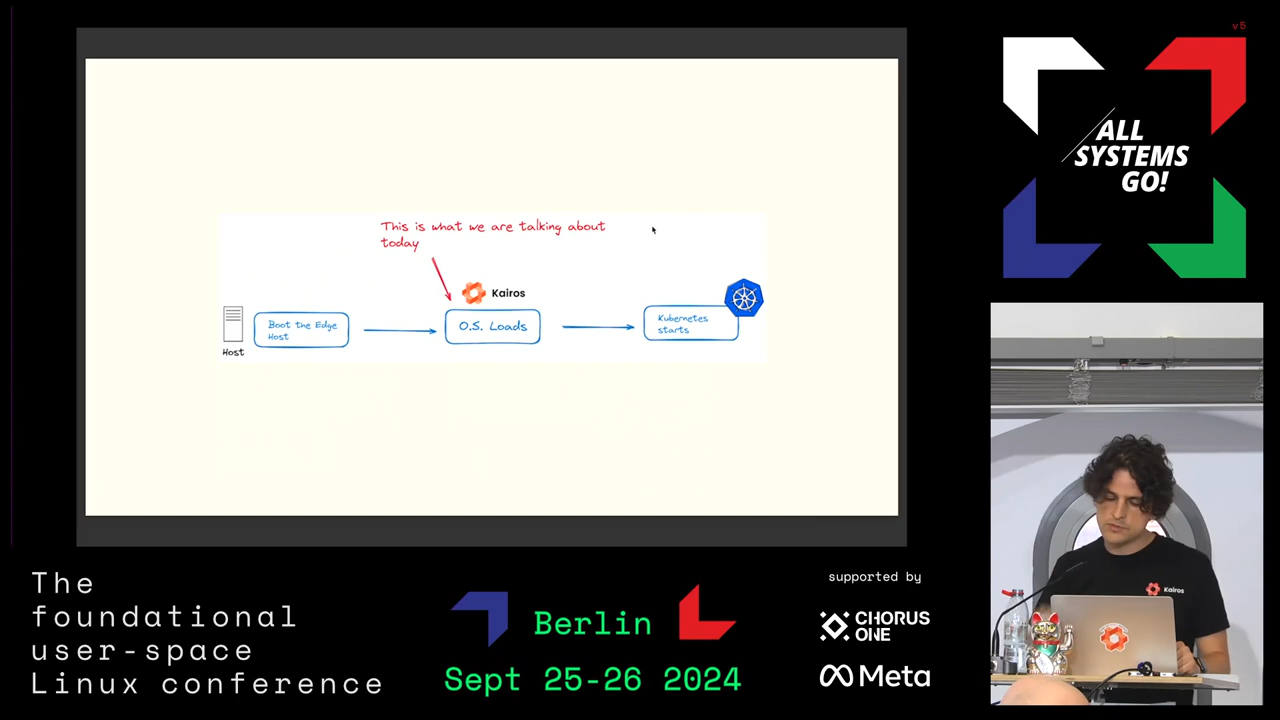 This is what we are talking about
today
Kairos
Boot the Edge
Host
O.S. Loads
Kubernetes
starts
Host
v5
ALL
SYSTEMS
GO!
Kairos
The
foundational
user-space
Linux conference
Berlin
Sept 25-26 2024
supported by
CHORUS
ONE
Meta